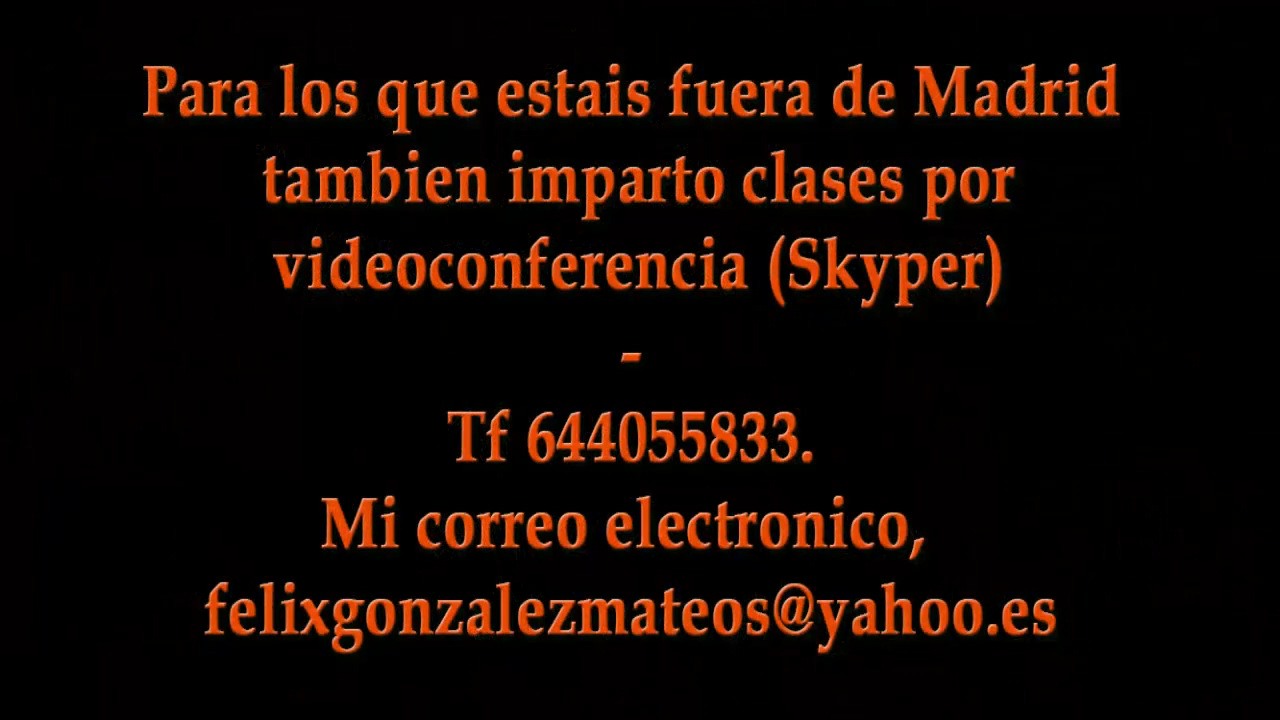 Para los que estais fuera de Madrid
tambien imparto clases por
videoconferencia (Skyper)
-
Tf 644055833.
Mi correo electronico,
felixgonzalezmateos@yahoo.es